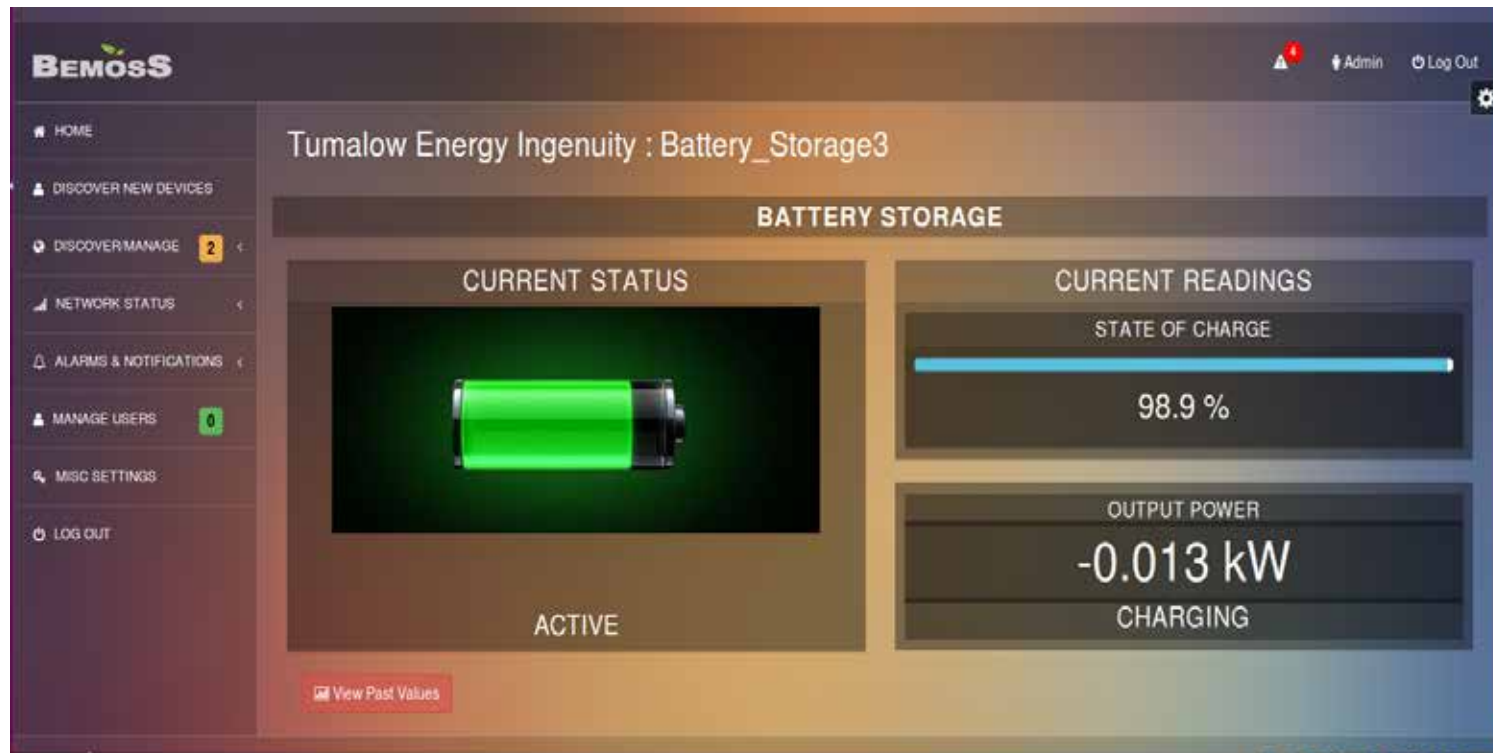 BEMOSS
4
Admin
Log Out
HOME
DISCOVER NEW DEVICES
DISCOVER/MANAGE 2
NETWORK STATUS
ALARMS & NOTIFICATIONS
MANAGE USERS 0
MISC SETTINGS
LOG OUT
Tumalow Energy Ingenuity : Battery_Storage3
BATTERY STORAGE
CURRENT STATUS
ACTIVE
CURRENT READINGS
STATE OF CHARGE
98.9 %
OUTPUT POWER
-0.013 kW
CHARGING
View Past Values